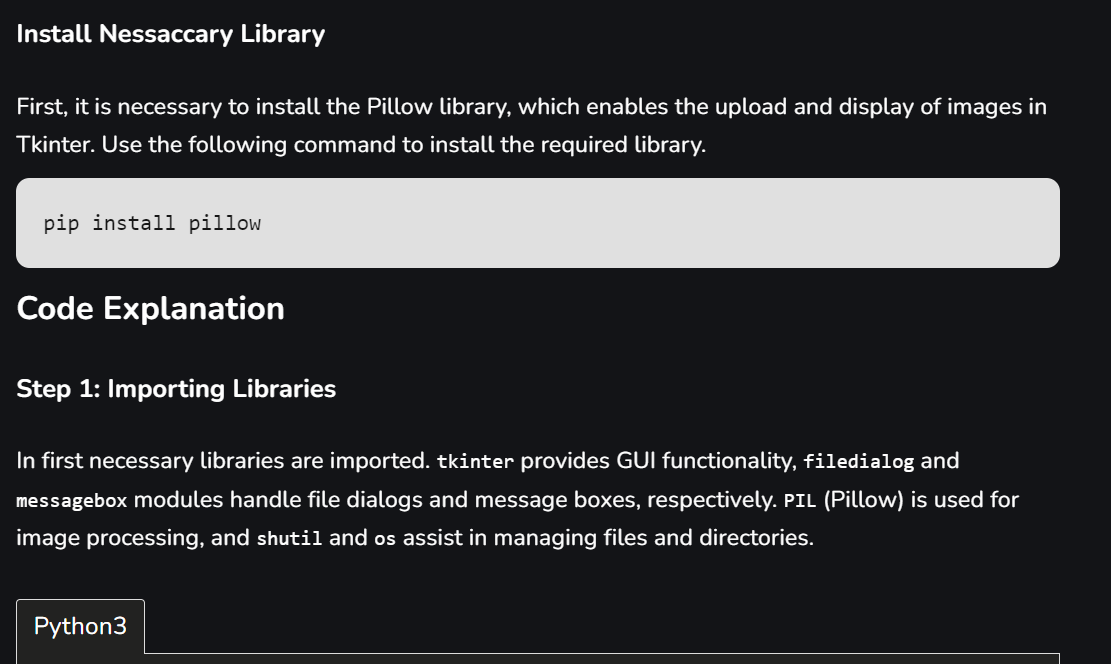 Install Nessaccary Library
First, it is necessary to install the Pillow library, which enables the upload and display of images in
Tkinter. Use the following command to install the required library.
pip install pillow
Code Explanation
Step 1: Importing Libraries
In first necessary libraries are imported. tkinter provides GUI functionality, filedialog and
messagebox modules handle file dialogs and message boxes, respectively. PIL (Pillow) is used for
image processing, and shutil and os assist in managing files and directories.
Python3